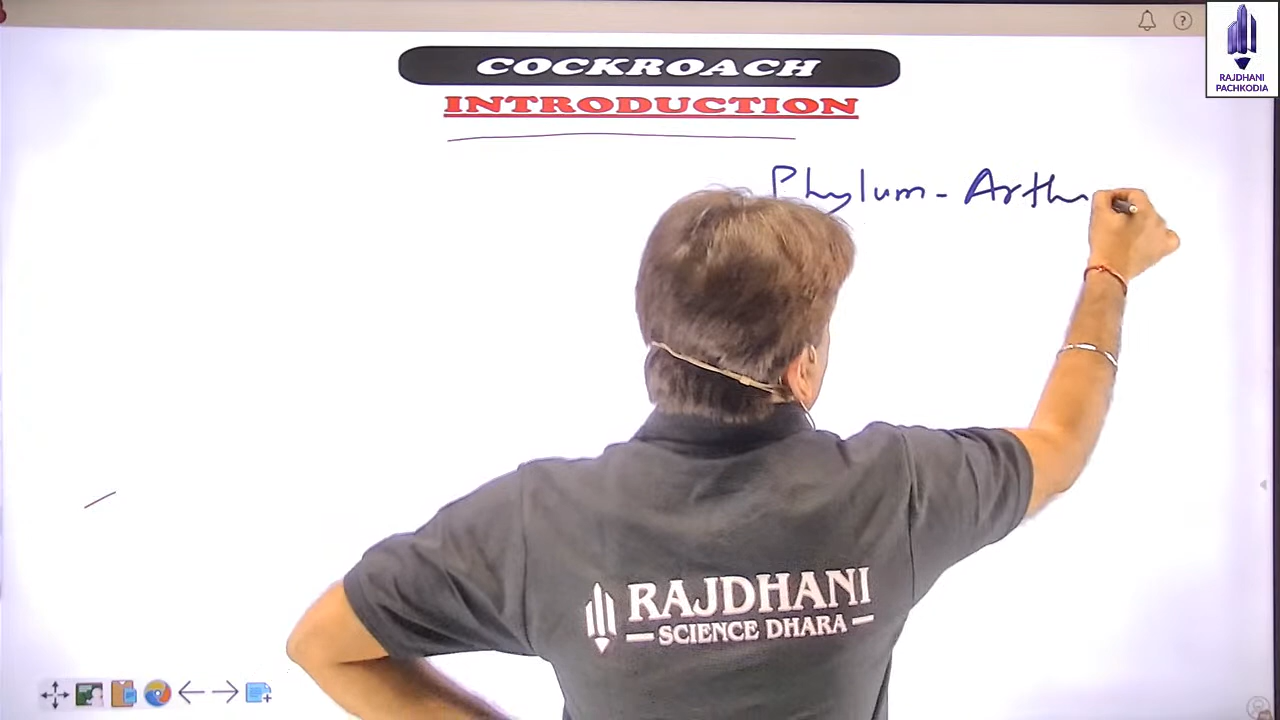 COCKROACH
INTRODUCTION
RAJDHANI
PACHKODIA
Phylum - Arth
RAJDHANI
SCIENCE DHARA